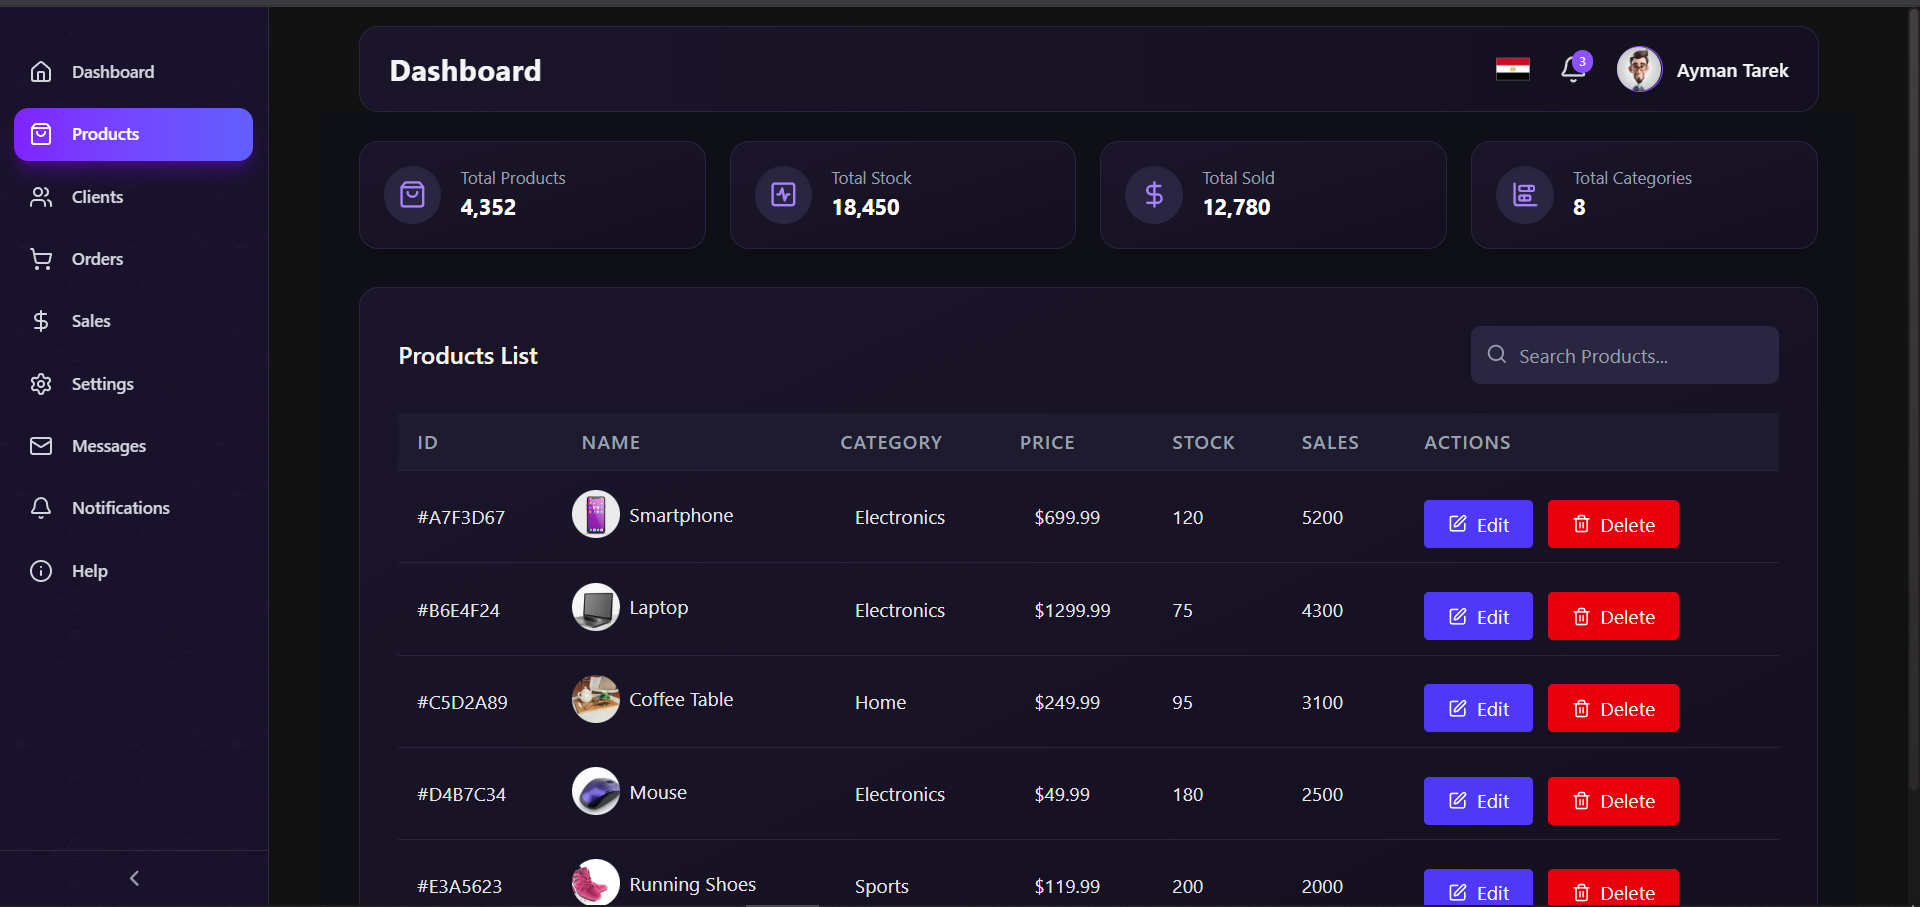 Dashboard
Products
Clients
Orders
Sales
Settings
Messages
Notifications
Help
Dashboard
3
Ayman Tarek
Total Products
4,352
Total Stock
18,450
Total Sold
12,780
Total Categories
8
Products List
Search Products...
ID NAME CATEGORY PRICE STOCK SALES ACTIONS
#A7F3D67 Smartphone Electronics $699.99 120 5200 Edit Delete
#B6E4F24 Laptop Electronics $1299.99 75 4300 Edit Delete
#C5D2A89 Coffee Table Home $249.99 95 3100 Edit Delete
#D4B7C34 Mouse Electronics $49.99 180 2500 Edit Delete
#E3A5623 Running Shoes Sports $119.99 200 2000 Edit Delete